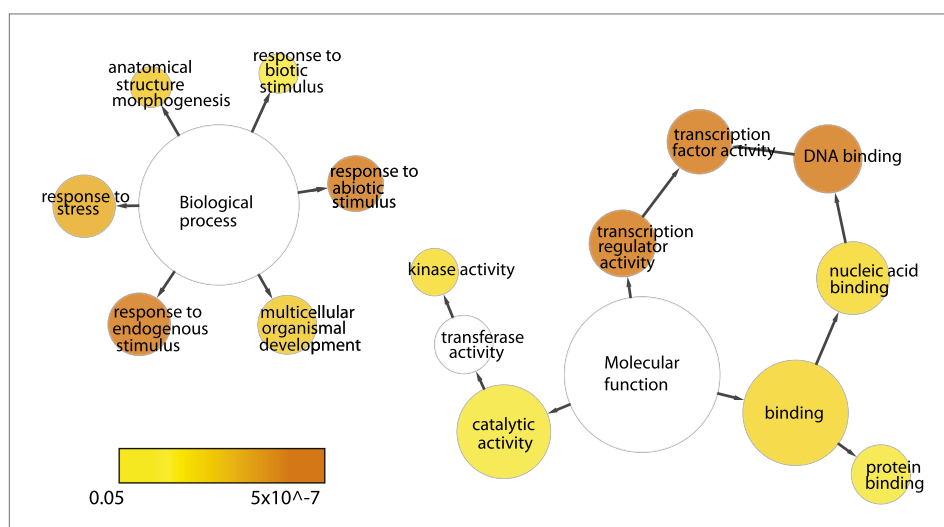 anatomical
structure
morphogenesis
response to
biotic
stimulus
response to
abiotic
stimulus
Biological
process
response to
stress
response to
endogenous
stimulus
multicellular
organismal
development
transcription
factor activity
DNA binding
transcription
regulator
activity
nucleic acid
binding
kinase activity
transferase
activity
Molecular
function
catalytic
activity
binding
protein
binding
0.05
5x10^-7